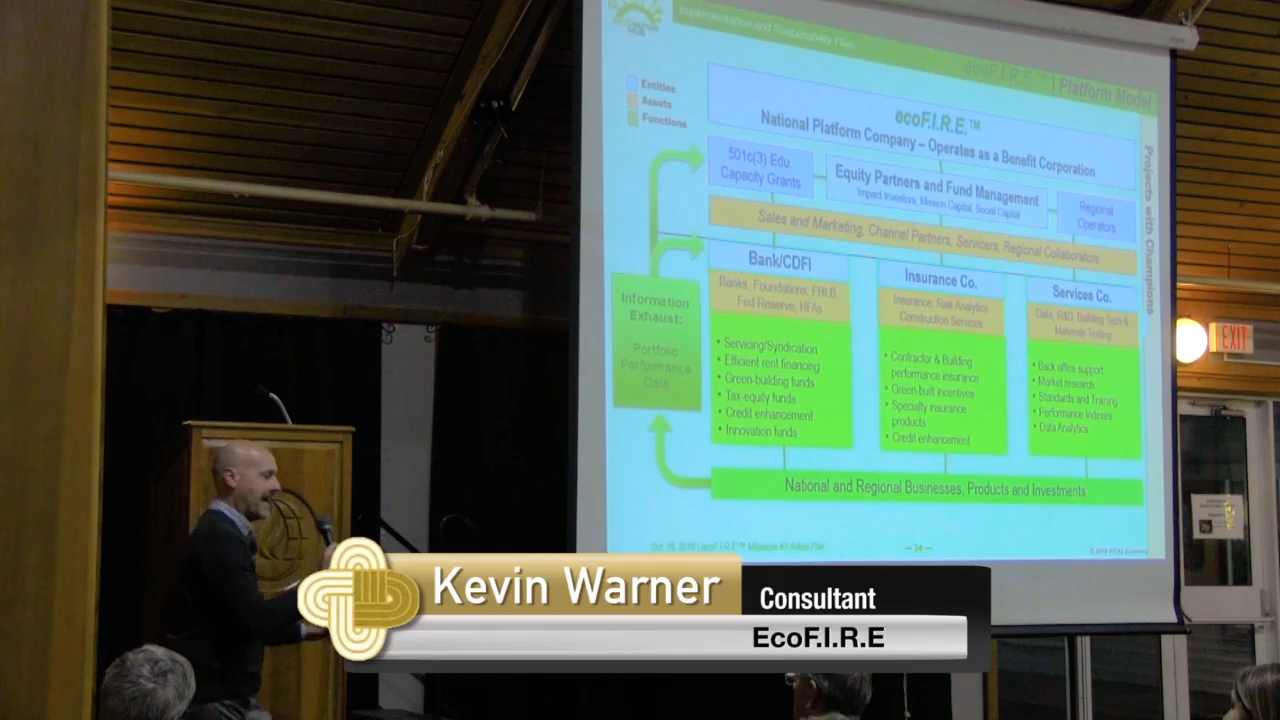 Implementation and Sustainability Plan
ecoF.I.R.E.™ | Platform Model
Entities
Assets
Functions
ecoF.I.R.E.™
National Platform Company – Operates as a Benefit Corporation
501c(3) Edu.
Capacity Grants
Equity Partners and Fund Management
Impact Investors, Mission Capital, Social Capital
Regional
Operators
Sales and Marketing, Channel Partners, Servicers, Regional Collaborators
Projects with Champions
Information
Exhaust:
Portfolio
Performance
Data
Bank/CDFI
Banks, Foundations, FHLB,
Fed Reserve, HFAs
• Servicing/Syndication
• Efficient rent financing
• Green-building funds
• Tax-equity funds
• Credit enhancement
• Innovation funds
Insurance Co.
Insurance, Risk Analytics
Construction Services
• Contractor & Building
performance insurance
• Green-built incentives
• Specialty insurance
products
• Credit enhancement
Services Co.
Data, R&D, Building Tech &
Materials Testing
• Back office support
• Market research
• Standards and Training
• Performance Indexes
• Data Analytics
National and Regional Businesses, Products and Investments
— 34 —
EXIT
Kevin Warner
Consultant
EcoF.I.R.E